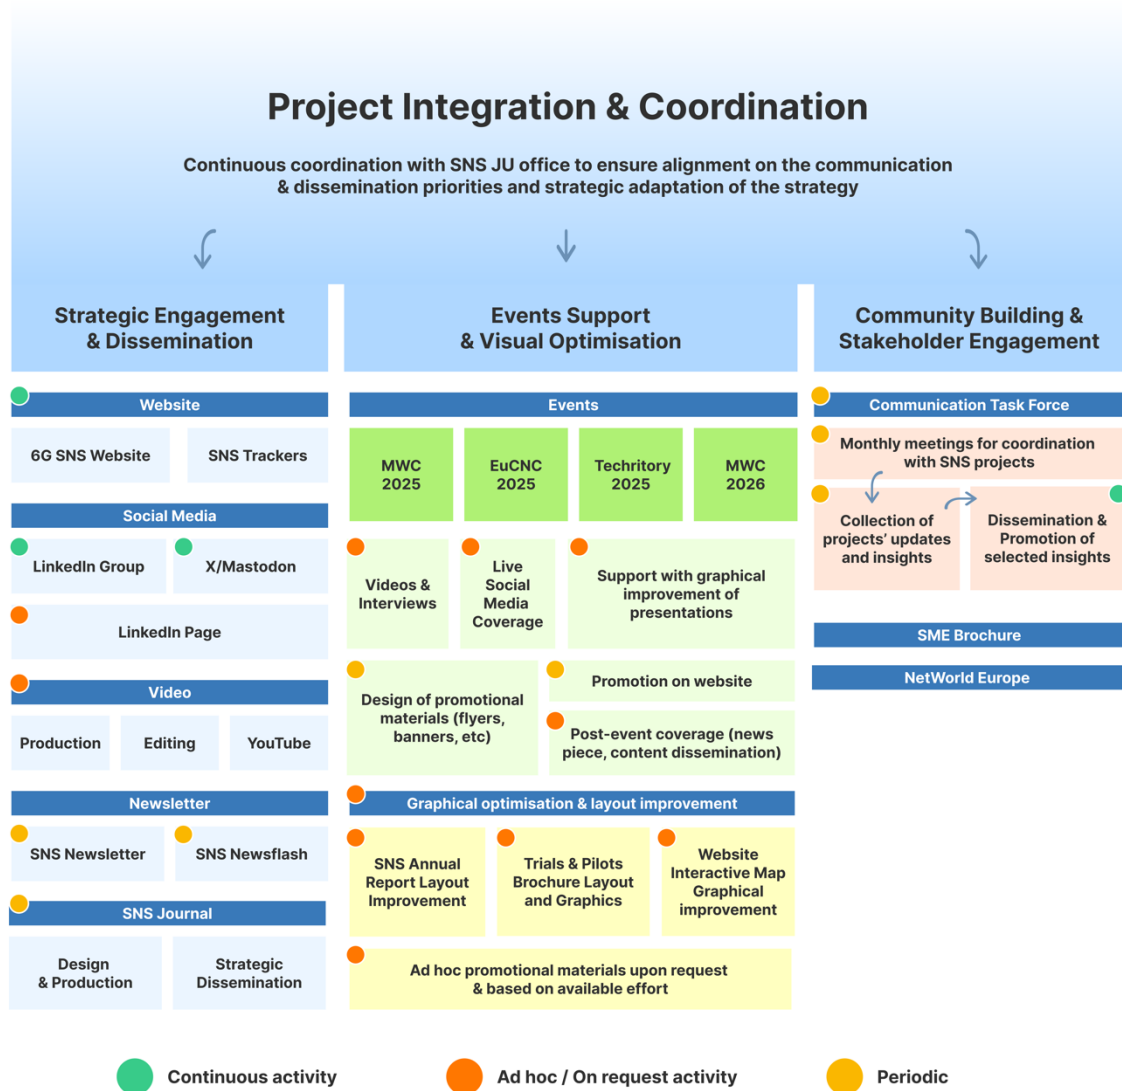 Project Integration & Coordination
Continuous coordination with SNS JU office to ensure alignment on the communication
& dissemination priorities and strategic adaptation of the strategy
Strategic Engagement
& Dissemination
Website
6G SNS Website
SNS Trackers
Social Media
LinkedIn Group
X/Mastodon
LinkedIn Page
Video
Production
Editing
YouTube
Newsletter
SNS Newsletter
SNS Newsflash
SNS Journal
Design
& Production
Strategic
Dissemination
Events Support
& Visual Optimisation
Events
MWC
2025
EuCNC
2025
Techritory
2025
MWC
2026
Videos &
Interviews
Live
Social
Media
Coverage
Support with graphical
improvement of
presentations
Design of promotional
materials (flyers,
banners, etc)
Promotion on website
Post-event coverage (news
piece, content dissemination)
Graphical optimisation & layout improvement
SNS Annual
Report Layout
Improvement
Trials & Pilots
Brochure Layout
and Graphics
Website
Interactive Map
Graphical
improvement
Ad hoc promotional materials upon request
& based on available effort
Community Building &
Stakeholder Engagement
Communication Task Force
Monthly meetings for coordination
with SNS projects
Collection of
projects’ updates
and insights
Dissemination &
Promotion of
selected insights
SME Brochure
NetWorld Europe
Continuous activity
Ad hoc / On request activity
Periodic